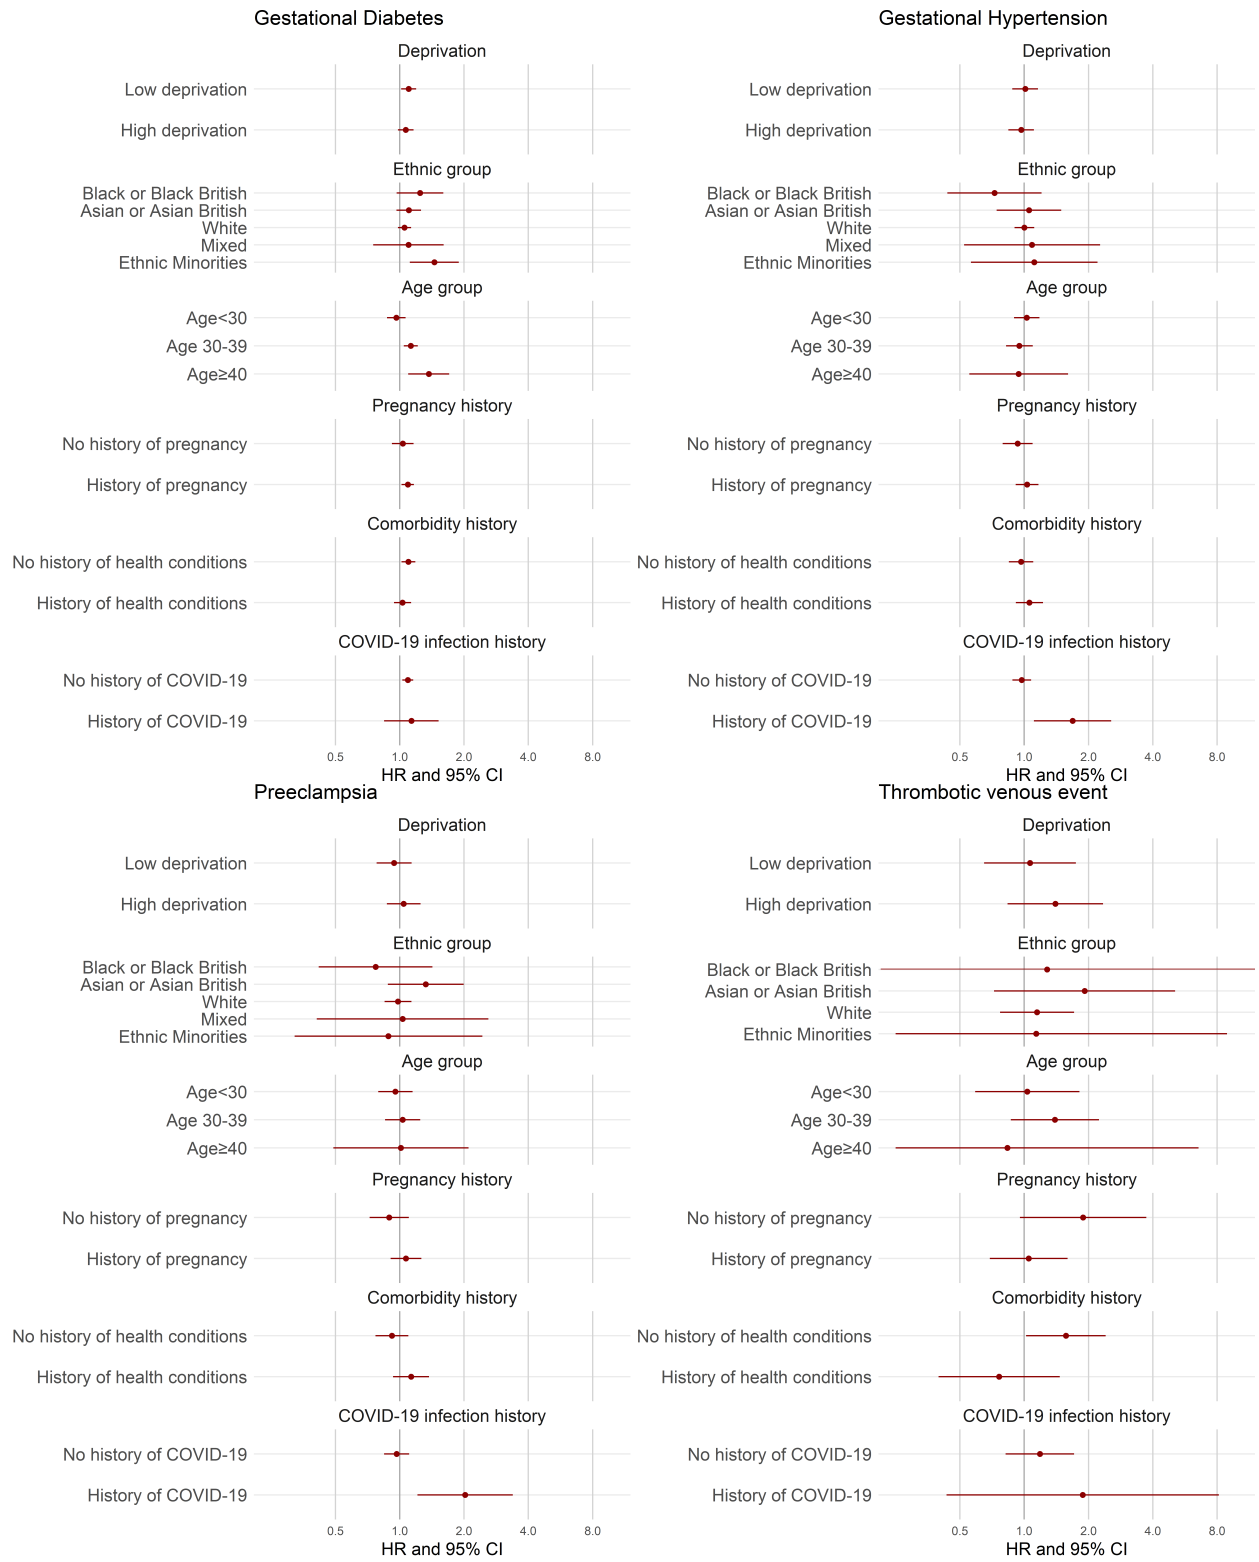 Gestational Diabetes
Deprivation
Low deprivation
High deprivation
Ethnic group
Black or Black British
Asian or Asian British
White
Mixed
Ethnic Minorities
Age group
Age<30
Age 30-39
Age≥40
Pregnancy history
No history of pregnancy
History of pregnancy
Comorbidity history
No history of health conditions
History of health conditions
COVID-19 infection history
No history of COVID-19
History of COVID-19
0.5 1.0 2.0 4.0 8.0
HR and 95% CI
Gestational Hypertension
Deprivation
Low deprivation
High deprivation
Ethnic group
Black or Black British
Asian or Asian British
White
Mixed
Ethnic Minorities
Age group
Age<30
Age 30-39
Age≥40
Pregnancy history
No history of pregnancy
History of pregnancy
Comorbidity history
No history of health conditions
History of health conditions
COVID-19 infection history
No history of COVID-19
History of COVID-19
0.5 1.0 2.0 4.0 8.0
HR and 95% CI
Preeclampsia
Deprivation
Low deprivation
High deprivation
Ethnic group
Black or Black British
Asian or Asian British
White
Mixed
Ethnic Minorities
Age group
Age<30
Age 30-39
Age≥40
Pregnancy history
No history of pregnancy
History of pregnancy
Comorbidity history
No history of health conditions
History of health conditions
COVID-19 infection history
No history of COVID-19
History of COVID-19
0.5 1.0 2.0 4.0 8.0
HR and 95% CI
Thrombotic venous event
Deprivation
Low deprivation
High deprivation
Ethnic group
Black or Black British
Asian or Asian British
White
Ethnic Minorities
Age group
Age<30
Age 30-39
Age≥40
Pregnancy history
No history of pregnancy
History of pregnancy
Comorbidity history
No history of health conditions
History of health conditions
COVID-19 infection history
No history of COVID-19
History of COVID-19
0.5 1.0 2.0 4.0 8.0
HR and 95% CI